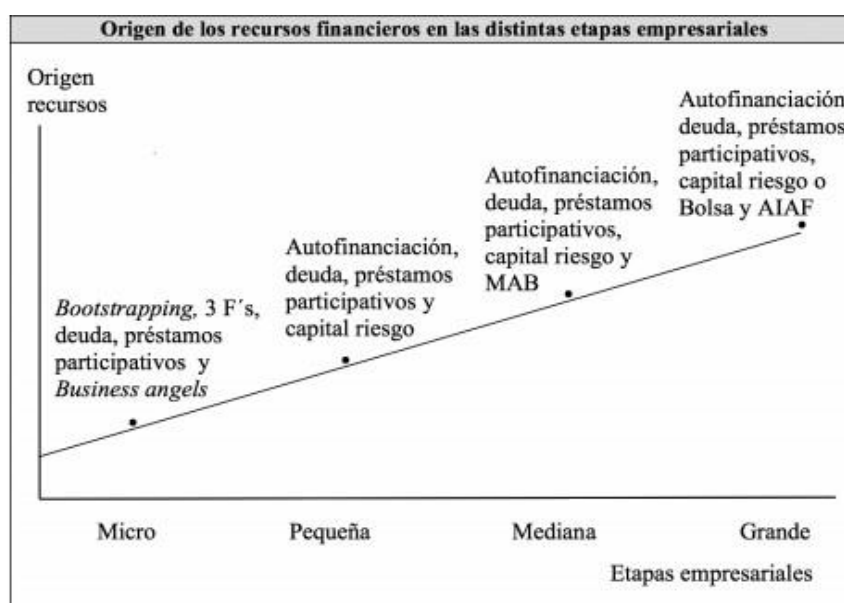 Origen de los recursos financieros en las distintas etapas empresariales
Origen
recursos
Bootstrapping, 3 F´s,
deuda, préstamos
participativos y
Business angels
Autofinanciación,
deuda, préstamos
participativos y
capital riesgo
Autofinanciación,
deuda, préstamos
participativos,
capital riesgo y
MAB
Autofinanciación,
deuda, préstamos
participativos,
capital riesgo o
Bolsa y AIAF
Micro
Pequeña
Mediana
Grande
Etapas empresariales